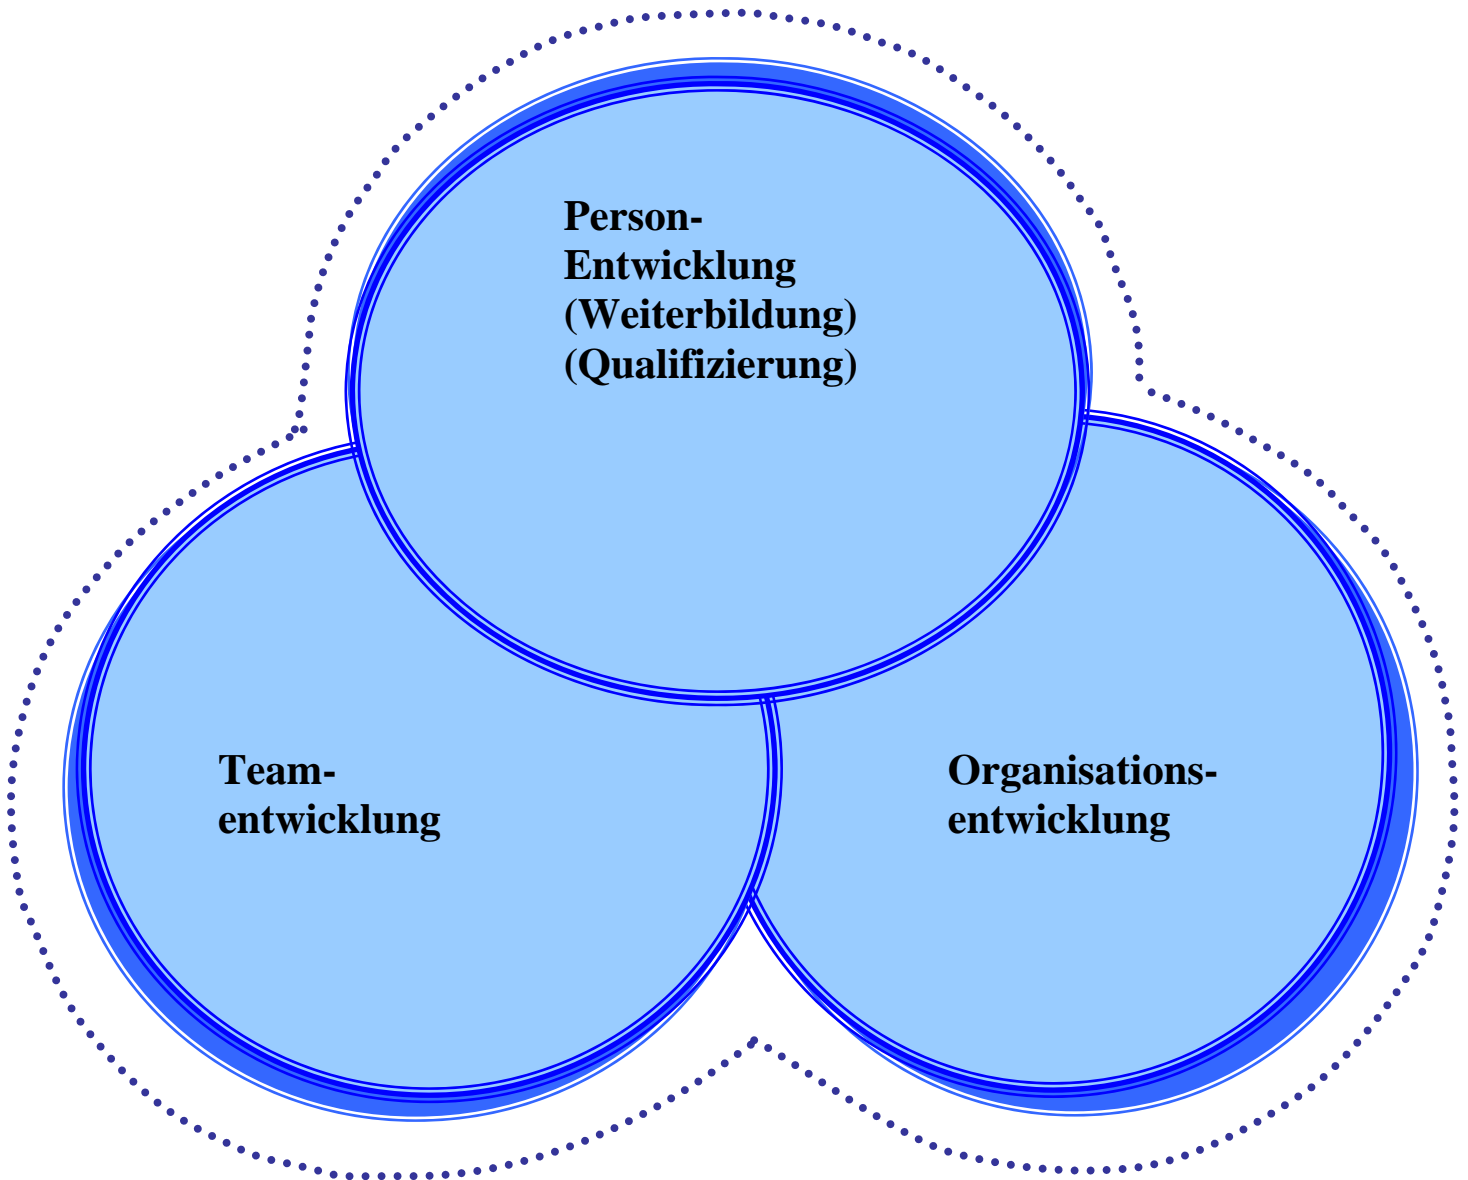 Person-
Entwicklung
(Weiterbildung)
(Qualifizierung)
Team-
entwicklung
Organisations-
entwicklung